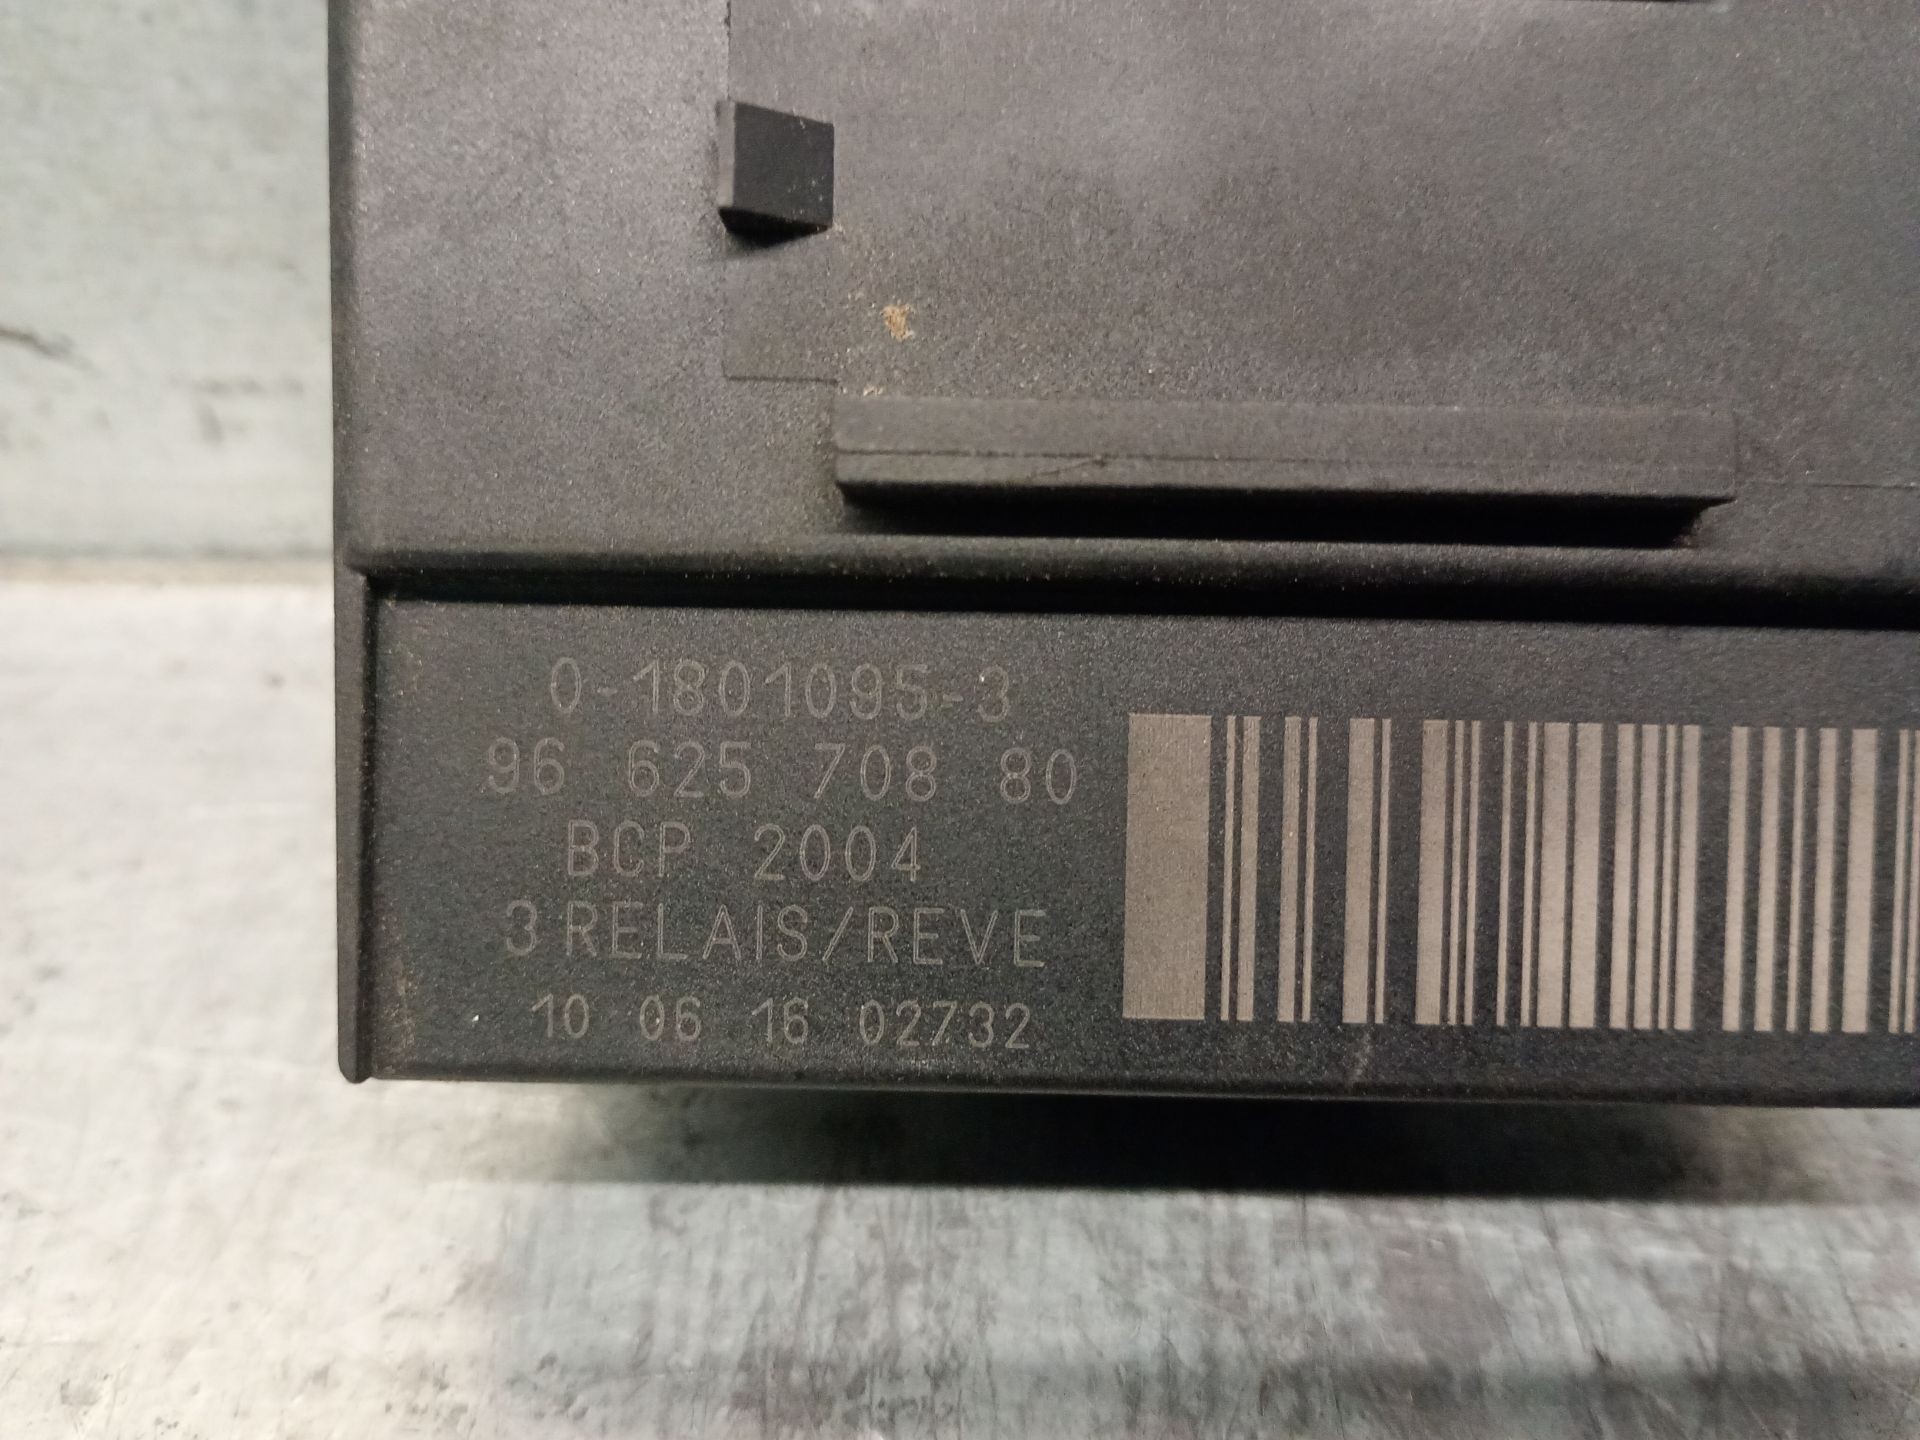 0-1801095-3
96 625 708 80
BCP 2004
3 RELAIS/REVE
10 06 16 02732